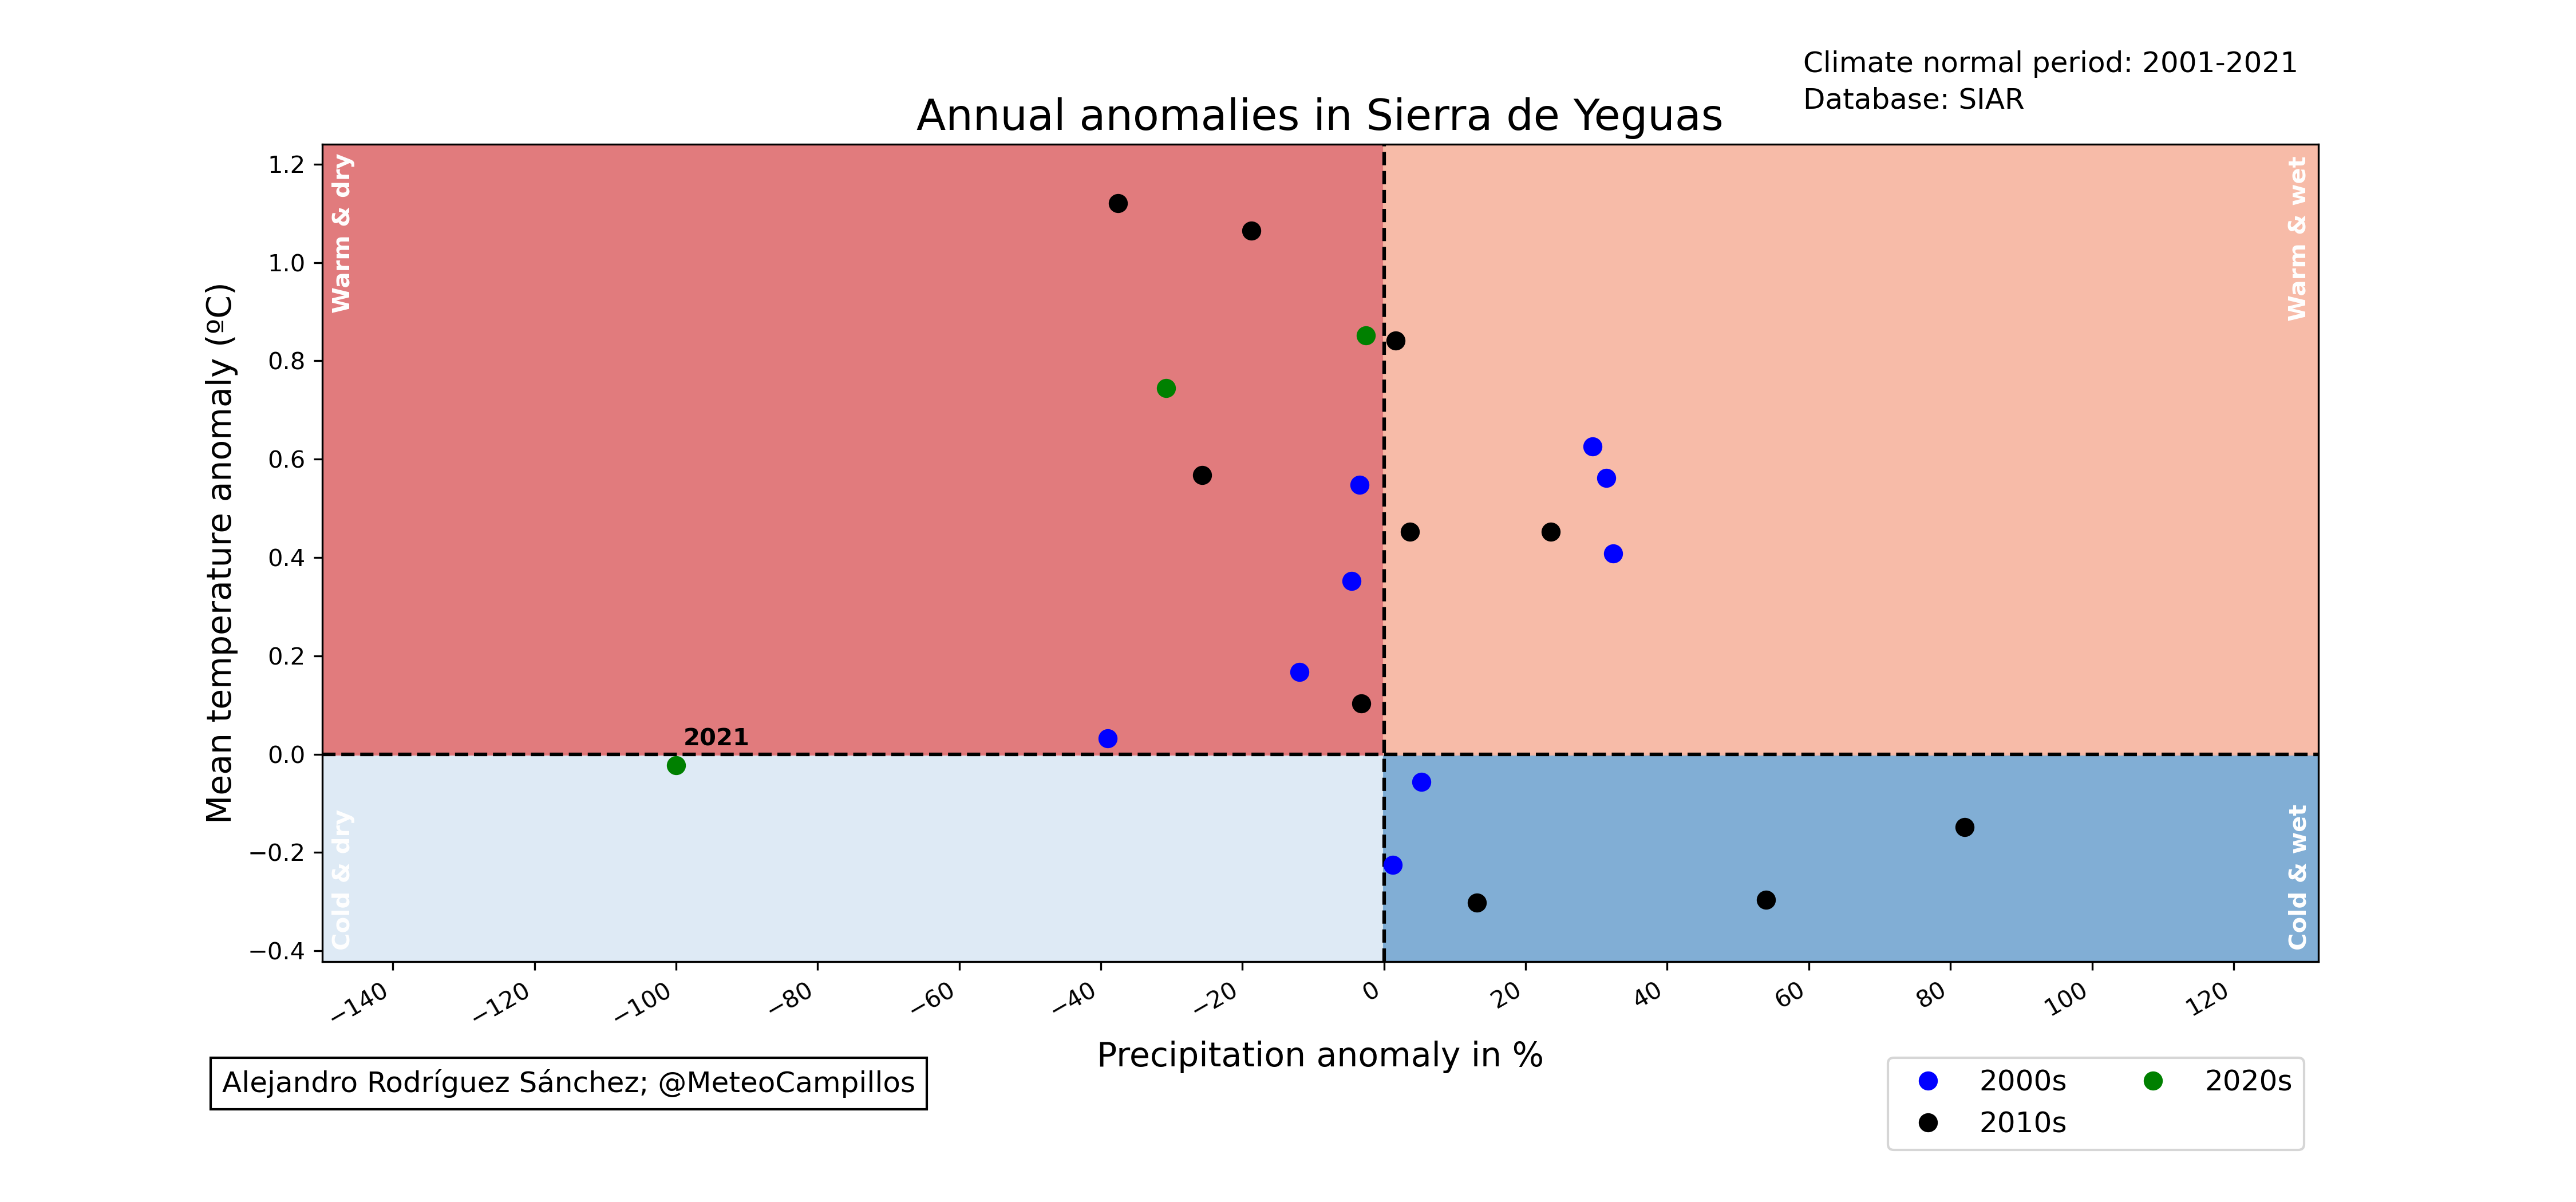 Climate normal period: 2001-2021
Database: SIAR
Annual anomalies in Sierra de Yeguas
Warm & dry
Warm & wet
Mean temperature anomaly (ºC)
1.2
1.0
0.8
0.6
0.4
0.2
0.0
−0.2
−0.4
2021
Cold & dry
Cold & wet
−140
−120
−100
−80
−60
−40
−20
0
20
40
60
80
100
120
Precipitation anomaly in %
Alejandro Rodríguez Sánchez; @MeteoCampillos
2000s
2010s
2020s